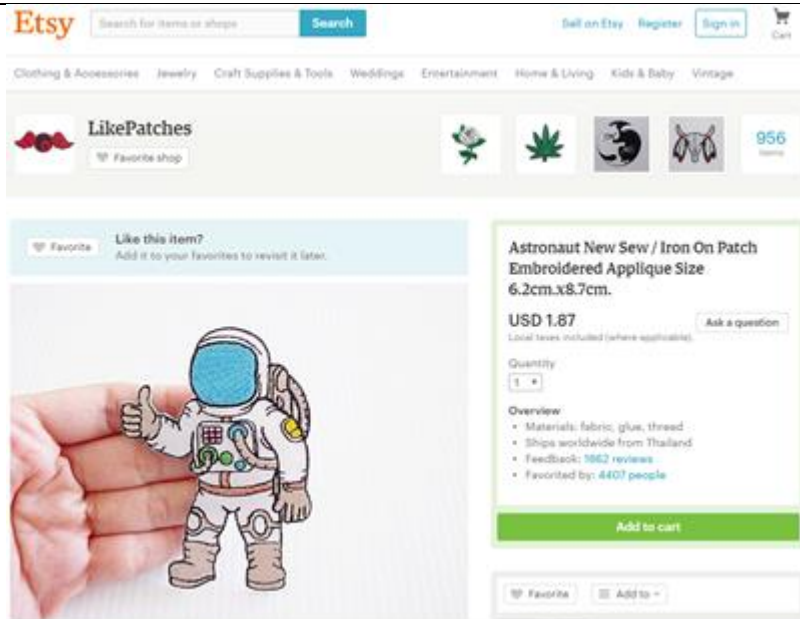 Etsy
Search for items or shops
Search
Sell on Etsy Register Sign in
Cart
Clothing & Accessories Jewelry Craft Supplies & Tools Weddings Entertainment Home & Living Kids & Baby Vintage
LikePatches
Favorite shop
956
items
Favorite
Like this item?
Add it to your favorites to revisit it later.
Astronaut New Sew / Iron On Patch
Embroidered Applique Size
6.2cm.x8.7cm.
USD 1.87
Ask a question
Local taxes included (where applicable).
Quantity
1
Overview
• Materials: fabric, glue, thread
• Ships worldwide from Thailand
• Feedback: 1662 reviews
• Favorited by: 4407 people
Add to cart
Favorite
Add to